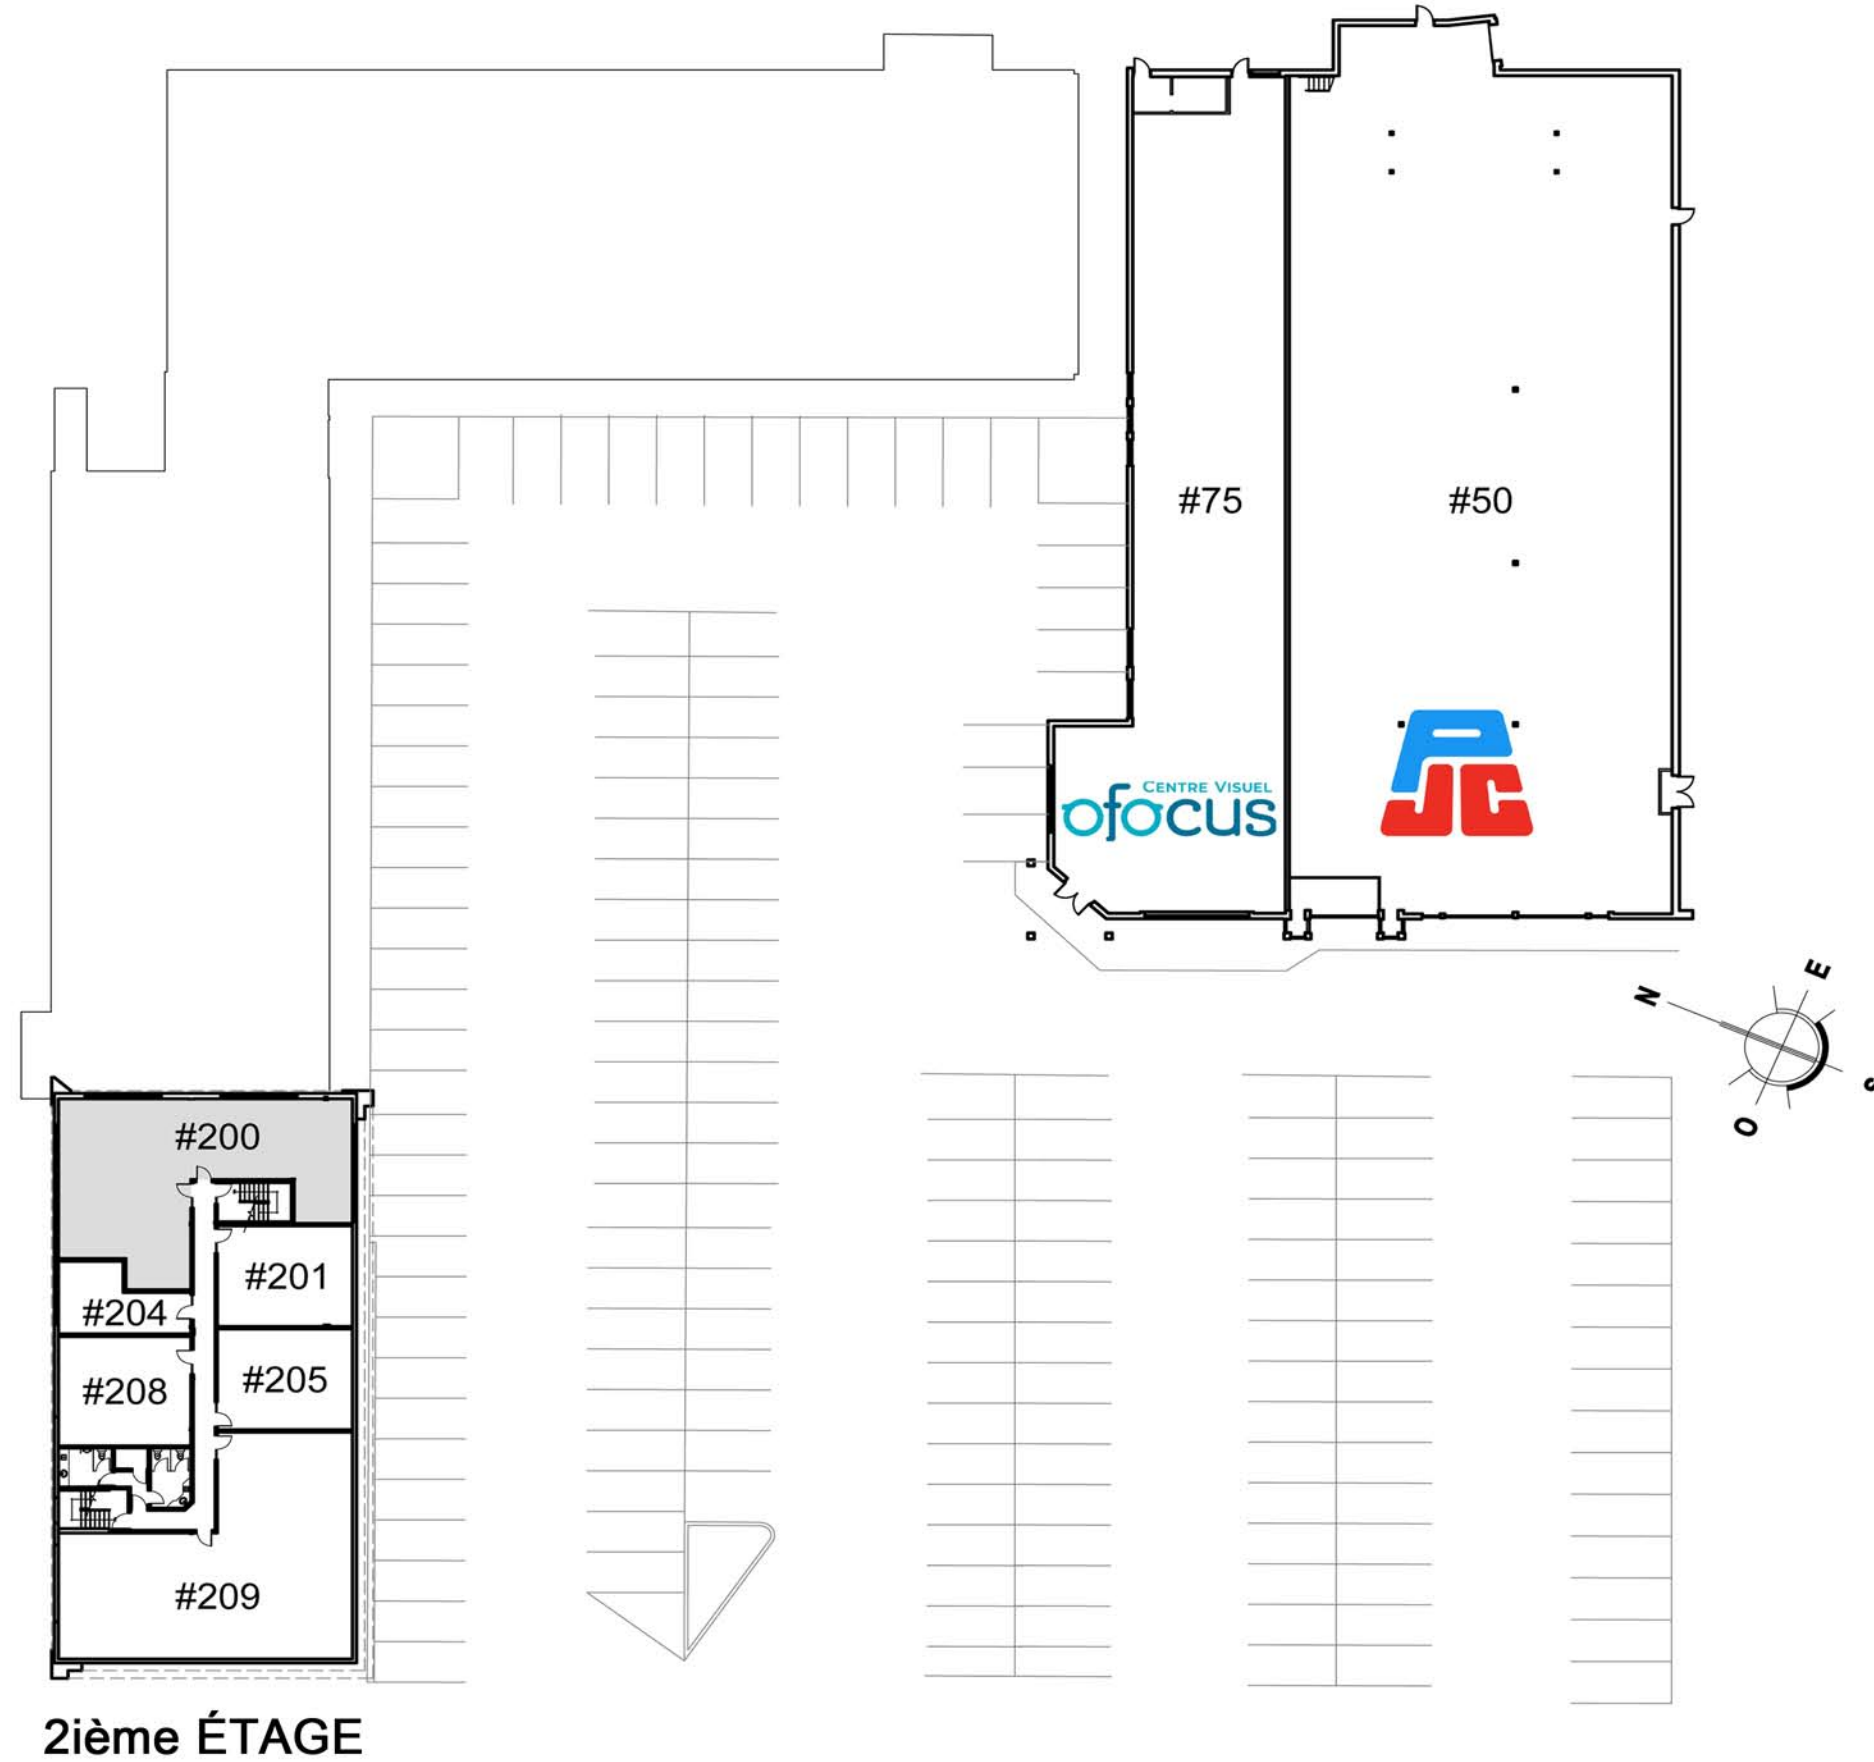 #75
#50
CENTRE VISUEL
ofocus
PJC
E
N
S
O
#200
#201
#204
#205
#208
#209
2ième ÉTAGE